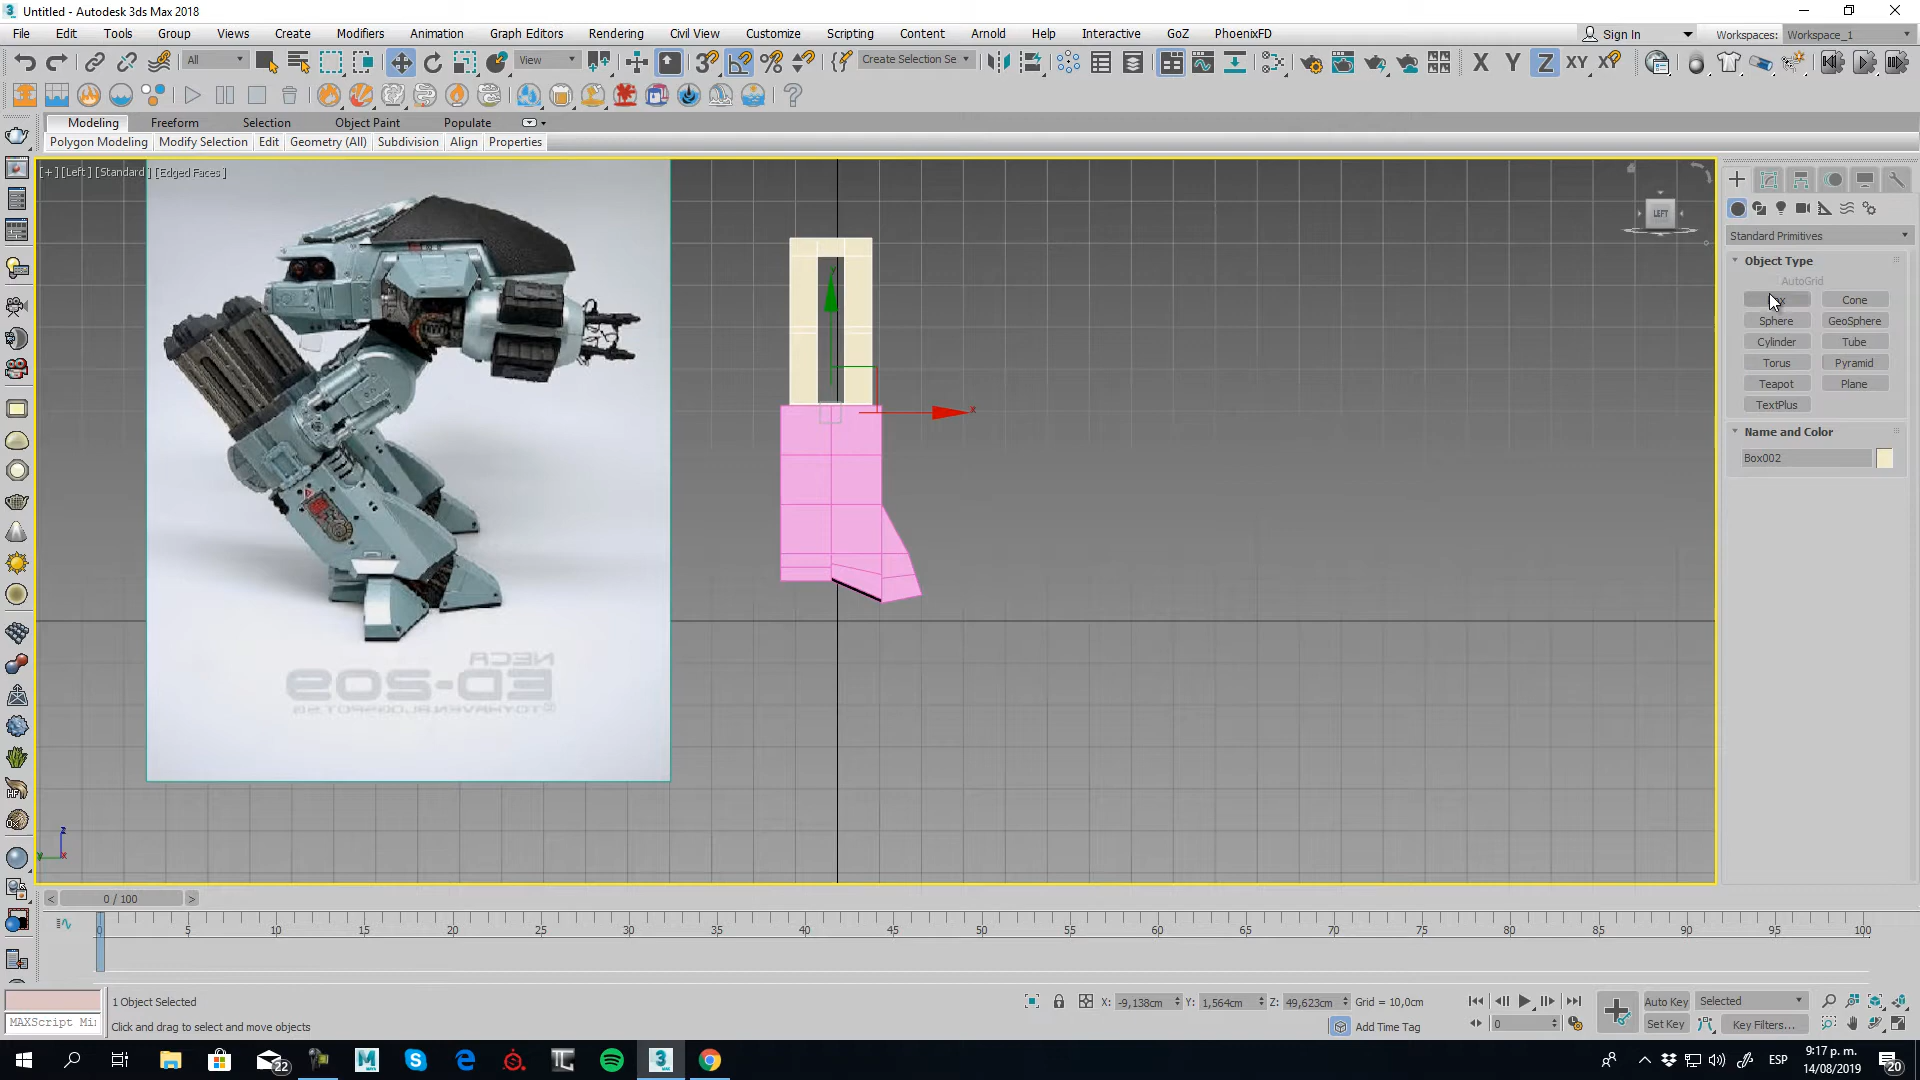 Untitled - Autodesk 3ds Max 2018
File Edit Tools Group Views Create Modifiers Animation Graph Editors Rendering Civil View Customize Scripting Content Arnold Help Interactive GoZ PhoenixFD
Sign In
Workspaces: Workspace_1
All
View
Create Selection Se
X Y Z XY XY
Modeling Freeform Selection Object Paint Populate
Polygon Modeling Modify Selection Edit Geometry (All) Subdivision Align Properties
[+] [Left] [Standard] [Edged Faces]
LEFT
Standard Primitives
Object Type
AutoGrid
Cone
Sphere GeoSphere
Cylinder Tube
Torus Pyramid
Teapot Plane
TextPlus
Name and Color
Box002
y
x
NECA
ED-209
z
y x
0 / 100
0 5 10 15 20 25 30 35 40 45 50 55 60 65 70 75 80 85 90 95 100
1 Object Selected
X: -9,138cm Y: 1,564cm Z: 49,623cm Grid = 10,0cm
Auto Key Selected
MAXScript Mi
Click and drag to select and move objects
Add Time Tag
0
Set Key Key Filters...
22
ESP
9:17 p. m.
14/08/2019
20